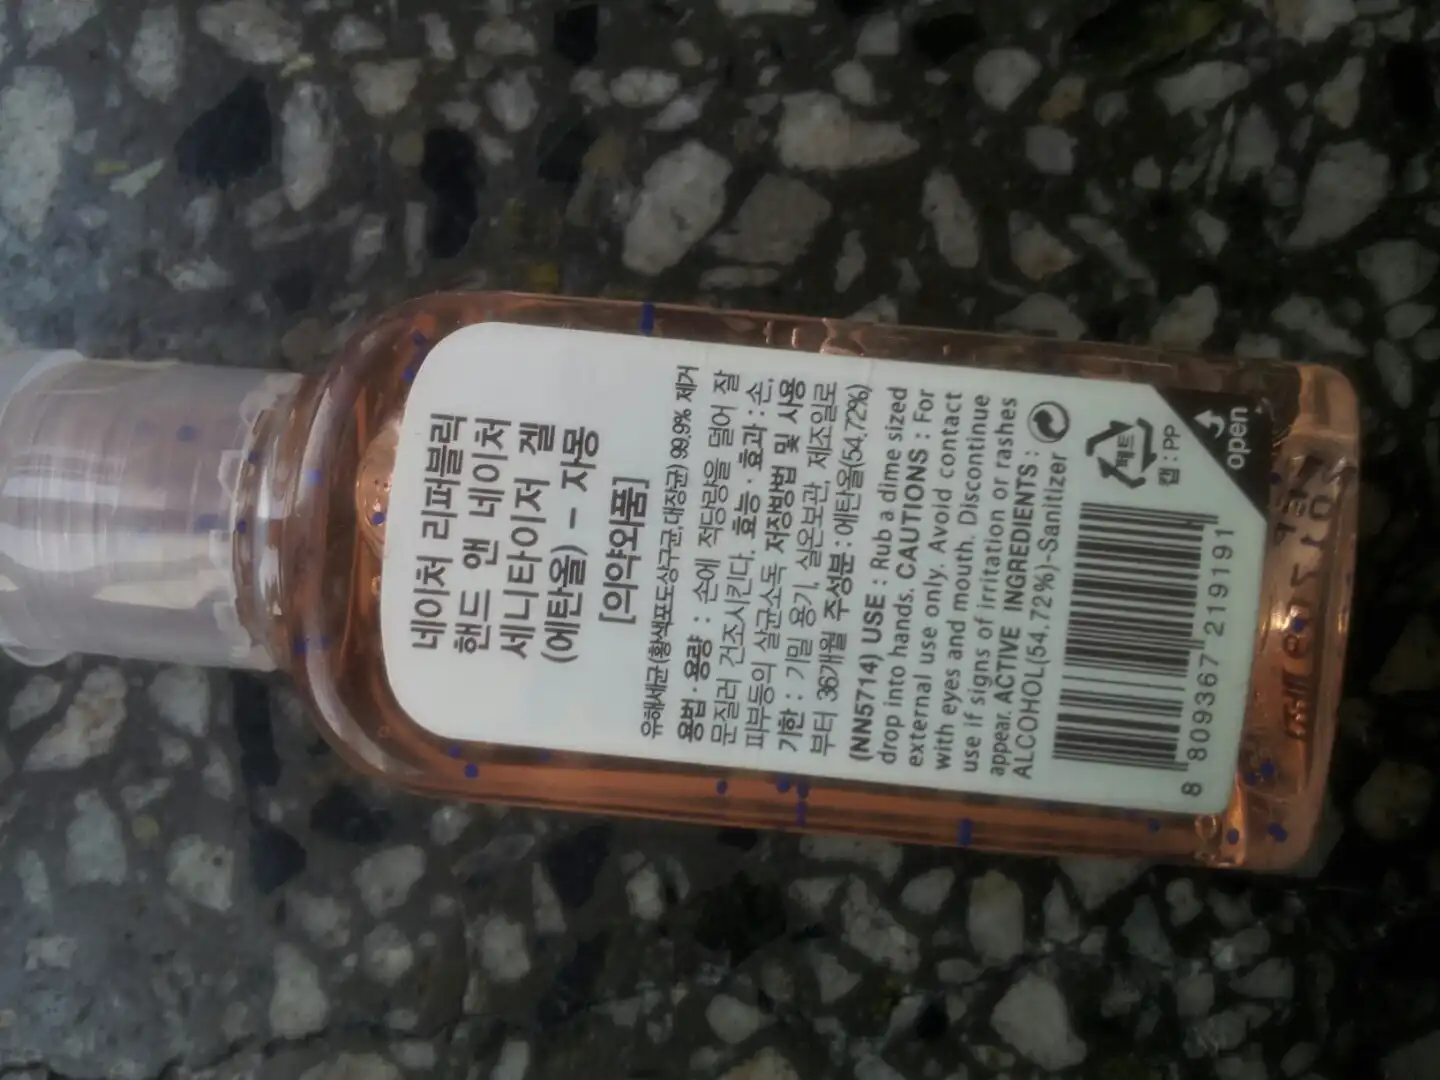 네이처 리퍼블릭
핸드 앤 네이처
세니타이저 겔
(에탄올) – 자몽
[의약외품]
유해세균(황색포도상구균,대장균) 99.9% 제거
용법·용량 : 손에 적당량을 덜어 잘
문질러 건조시킨다. 효능·효과 : 손,
피부등의 살균소독 저장방법 및 사용
기한 : 기밀 용기, 실온보관, 제조일로
부터 36개월 주성분 : 에탄올(54.72%)
(NN5714) USE : Rub a dime sized
drop into hands. CAUTIONS : For
external use only. Avoid contact
with eyes and mouth. Discontinue
use if signs of irritation or rashes
appear. ACTIVE INGREDIENTS :
ALCOHOL(54.72%)-Sanitizer
페트
캡 : PP
open
8 809367 219191